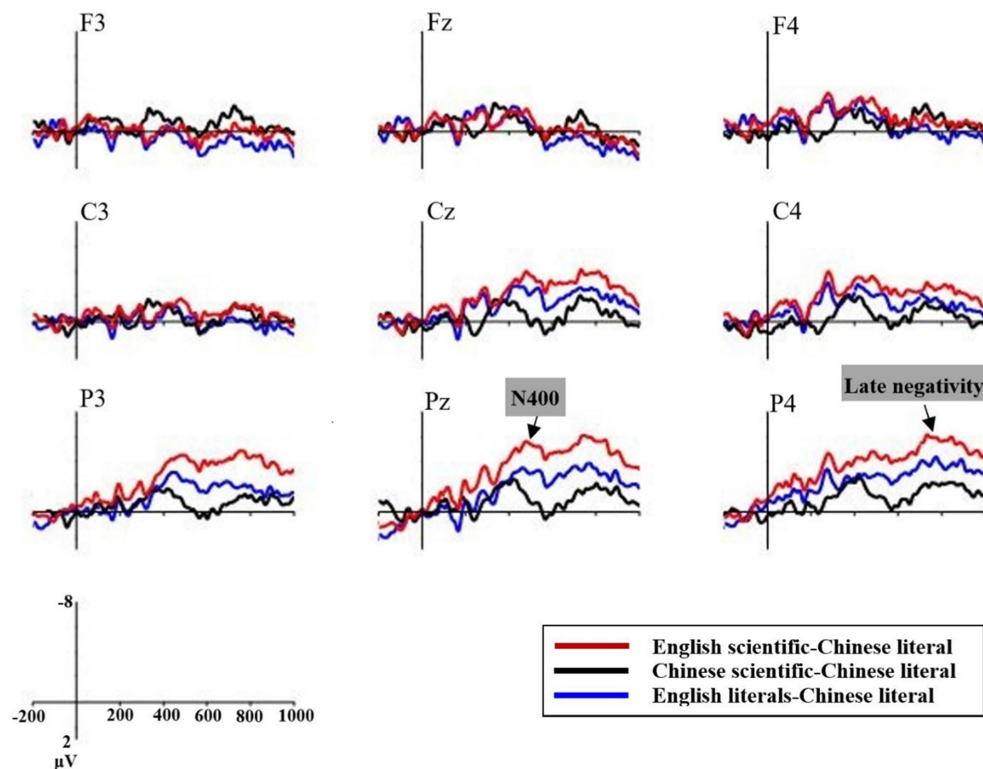 F3
Fz
F4
C3
Cz
C4
P3
Pz
P4
N400
Late negativity
-8
-200
200
400
600
800
1000
2
µV
English scientific-Chinese literal
Chinese scientific-Chinese literal
English literals-Chinese literal